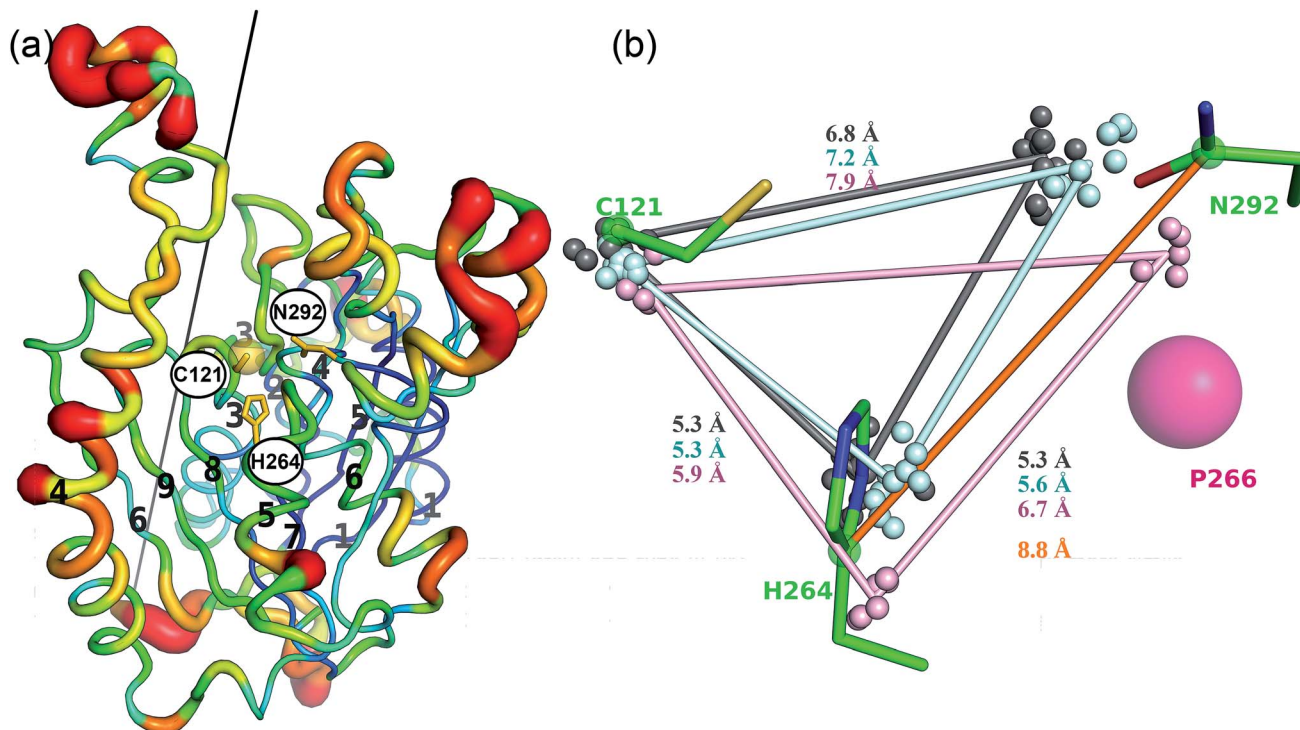 (a)
(b)
N292
3
C121
4
2
3
5
H264
8
6
4
9
5
6
7
1
1
6.8 Å
7.2 Å
7.9 Å
C121
N292
5.3 Å
5.3 Å
5.9 Å
5.3 Å
5.6 Å
6.7 Å
8.8 Å
P266
H264